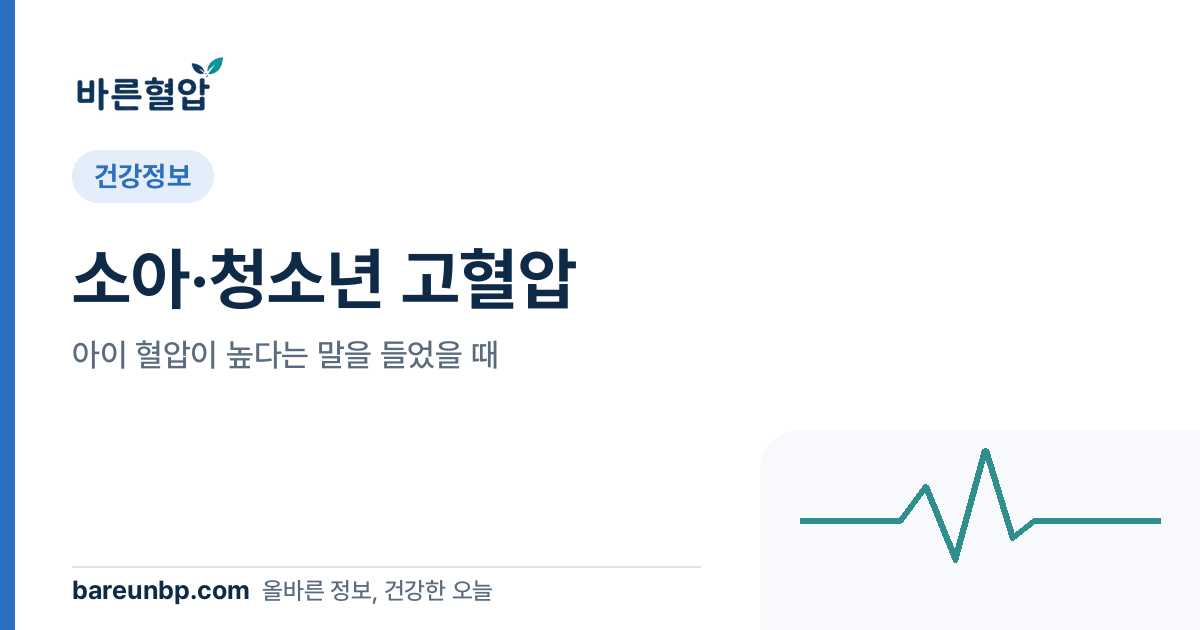 바른혈압
건강정보
소아·청소년 고혈압
아이 혈압이 높다는 말을 들었을 때
bareunbp.com 올바른 정보, 건강한 오늘